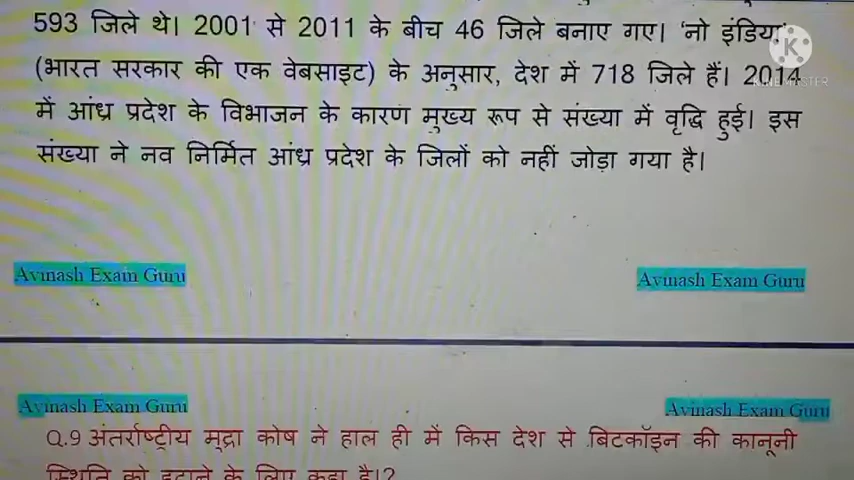 593 जिले थे। 2001 से 2011 के बीच 46 जिले बनाए गए। 'नो इंडिया'
(भारत सरकार की एक वेबसाइट) के अनुसार, देश में 718 जिले हैं। 2014
में आंध्र प्रदेश के विभाजन के कारण मुख्य रूप से संख्या में वृद्धि हुई। इस
संख्या ने नव निर्मित आंध्र प्रदेश के जिलों को नहीं जोड़ा गया है।
Avinash Exam Guru
Avinash Exam Guru
Avinash Exam Guru
Avinash Exam Guru
Q.9 अंतर्राष्ट्रीय मुद्रा कोष ने हाल ही में किस देश से बिटकॉइन की कानूनी
स्थिति को हटाने के लिए कहा है।?